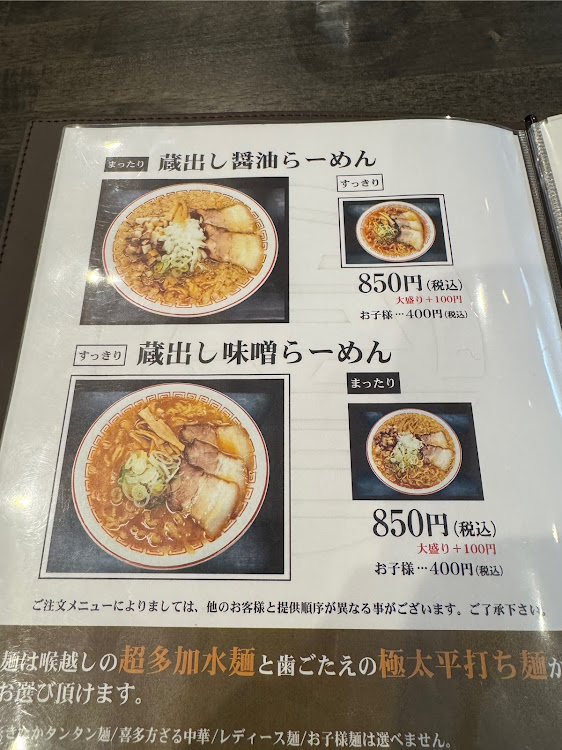 まったり 蔵出し醤油らーめん
すっきり
850円(税込)
大盛り+100円
お子様…400円(税込)
すっきり 蔵出し味噌らーめん
まったり
850円(税込)
大盛り+100円
お子様…400円(税込)
ご注文メニューによりましては、他のお客様と提供順序が異なる事がございます。ご了承下さい。
麺は喉越しの超多加水麺と歯ごたえの極太平打ち麺か
お選び頂けます。
きたかタンタン麺/喜多方ざる中華/レディース麺/お子様麺は選べません。